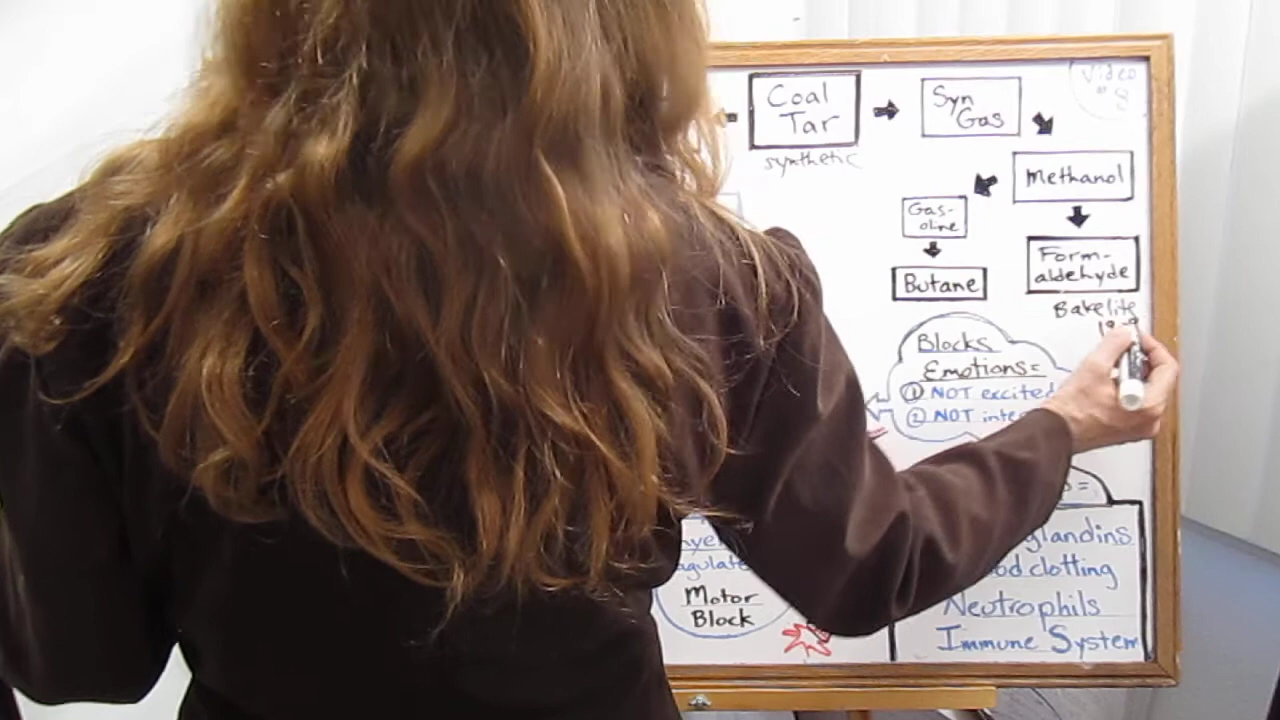 Video
# 8
Coal
Tar
synthetic
Syn
Gas
Methanol
Gas-
oline
Butane
Form-
aldehyde
Bakelite
Blocks
Emotions=
① NOT excited
② NOT inte
Motor
Block
glandins
clotting
Neutrophils
Immune System